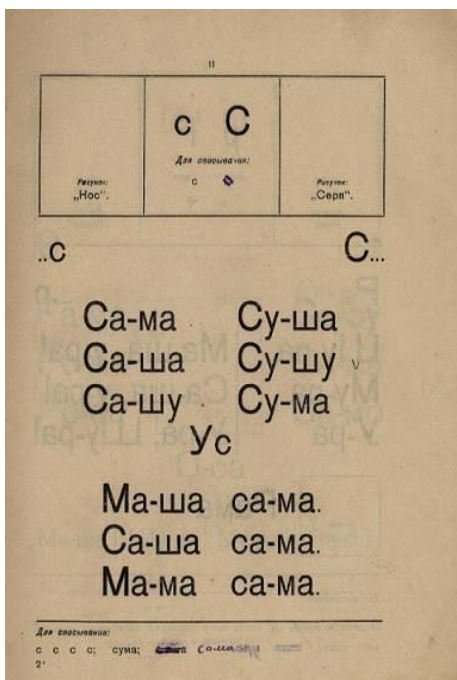 11
с С
Для списывания:
с
Рисунок:
„Нос“.
Рисунок:
„Серп“.
..с С...
Са-ма Су-ша
Са-ша Су-шу
Са-шу Су-ма
Ус
Ма-ша са-ма.
Са-ша са-ма.
Ма-ма са-ма.
Для списывания:
с с с с; сума; сама
2*